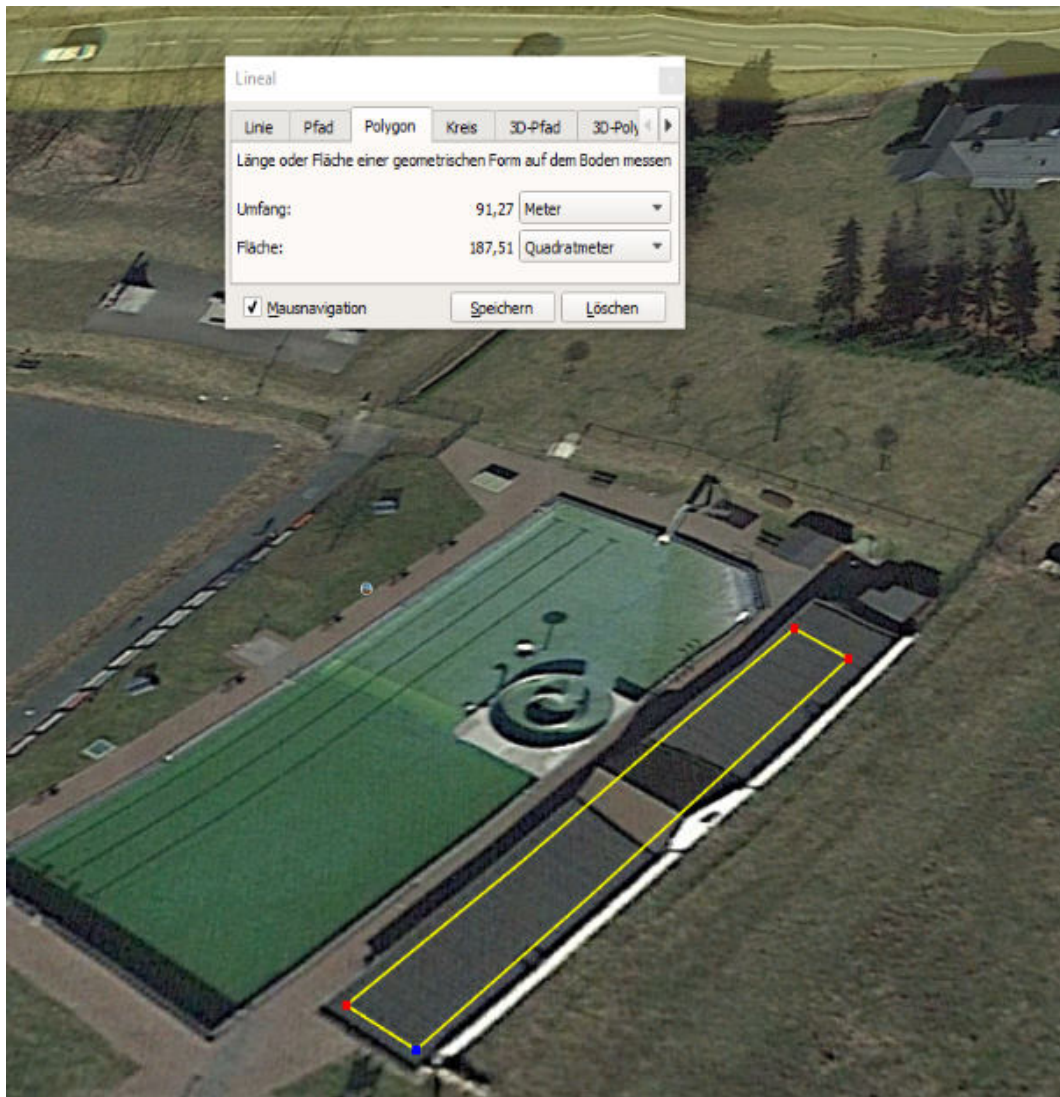 Lineal
Linie Pfad Polygon Kreis 3D-Pfad 3D-Poly
Länge oder Fläche einer geometrischen Form auf dem Boden messen
Umfang: 91,27 Meter
Fläche: 187,51 Quadratmeter
Mausnavigation Speichern Löschen